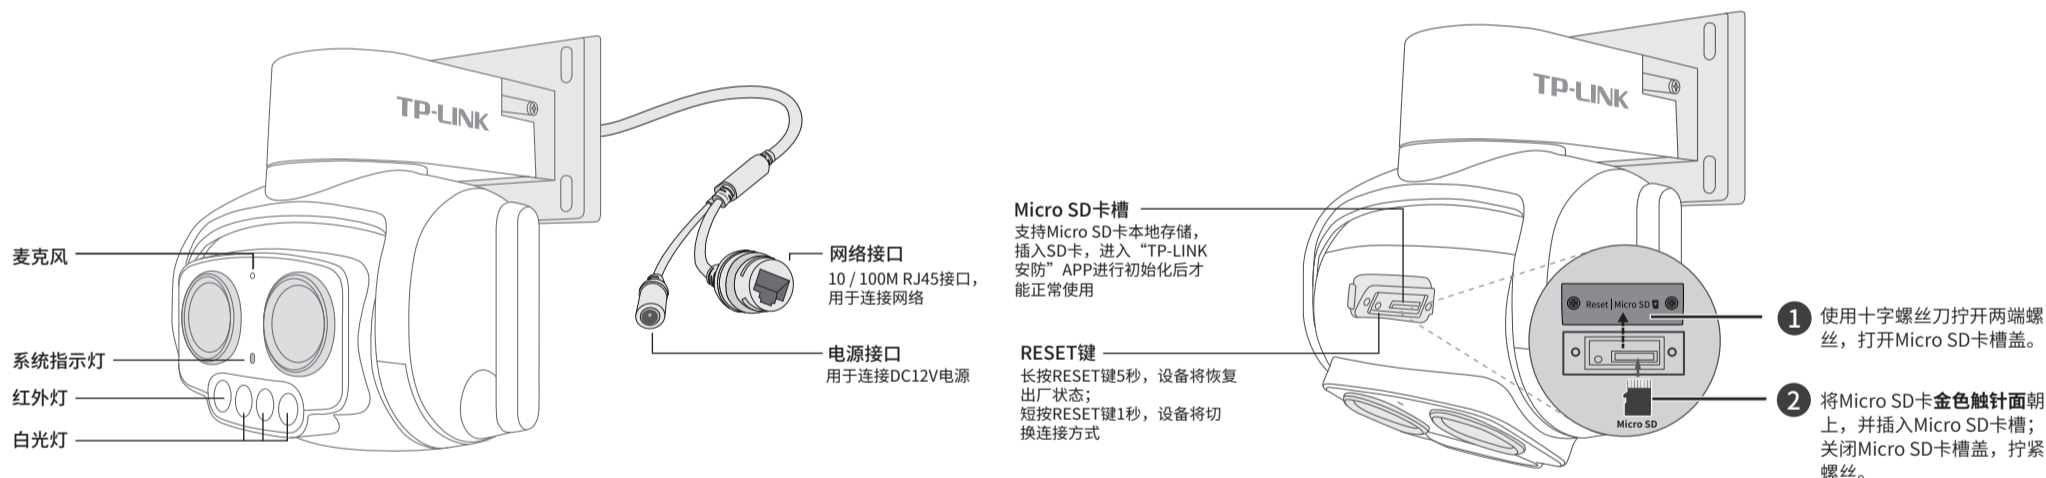 TP-LINK
麦克风
系统指示灯
红外灯
白光灯
网络接口
10 / 100M RJ45接口，
用于连接网络
电源接口
用于连接DC12V电源
TP-LINK
Micro SD卡槽
支持Micro SD卡本地存储，
插入SD卡，进入“TP-LINK
安防”APP进行初始化后才
能正常使用
RESET键
长按RESET键5秒，设备将恢复
出厂状态；
短按RESET键1秒，设备将切
换连接方式
Reset | Micro SD
Micro SD
1 使用十字螺丝刀拧开两端螺
丝，打开Micro SD卡槽盖。
2 将Micro SD卡金色触针面朝
上，并插入Micro SD卡槽；
关闭Micro SD卡槽盖，拧紧
螺丝。